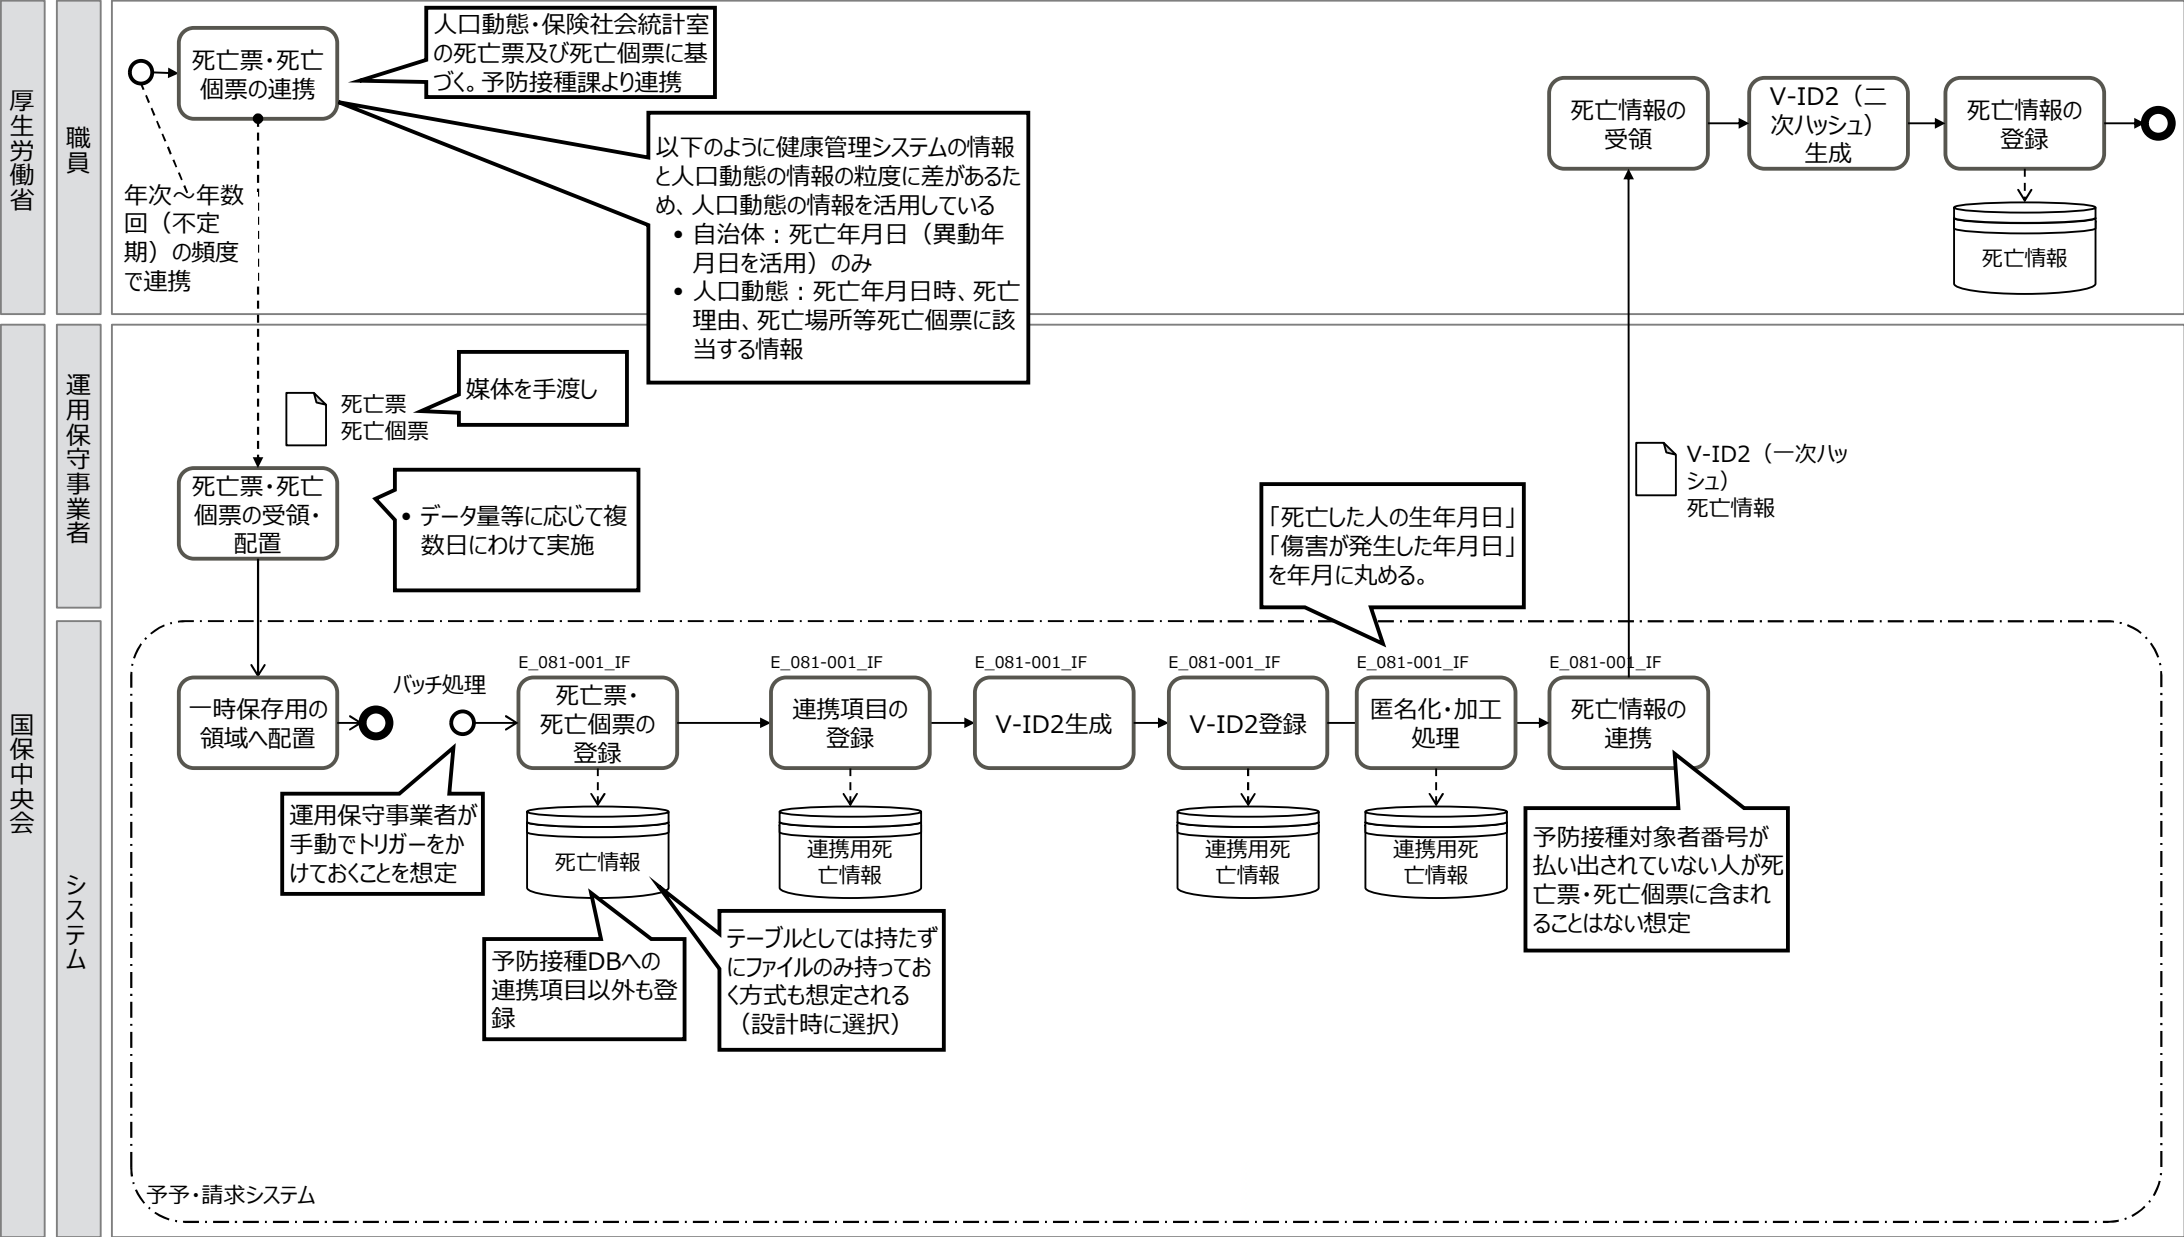 厚生労働省
職員
死亡票・死亡
個票の連携
人口動態・保険社会統計室
の死亡票及び死亡個票に基
づく。予防接種課より連携
年次～年数
回（不定
期）の頻度
で連携
以下のように健康管理システムの情報
と人口動態の情報の粒度に差があるた
め、人口動態の情報を活用している
• 自治体：死亡年月日（異動年
月日を活用）のみ
• 人口動態：死亡年月日時、死亡
理由、死亡場所等死亡個票に該
当する情報
死亡情報の
受領
V-ID2（二
次ハッシュ）
生成
死亡情報の
登録
死亡情報
国保中央会
運用保守事業者
死亡票
死亡個票
媒体を手渡し
死亡票・死亡
個票の受領・
配置
• データ量等に応じて複
数日にわけて実施
「死亡した人の生年月日」
「傷害が発生した年月日」
を年月に丸める。
V-ID2（一次ハッ
シュ）
死亡情報
システム
一時保存用の
領域へ配置
バッチ処理
運用保守事業者が
手動でトリガーをか
けておくことを想定
E_081-001_IF
死亡票・
死亡個票の
登録
死亡情報
予防接種DBへの
連携項目以外も登
録
テーブルとしては持たず
にファイルのみ持ってお
く方式も想定される
（設計時に選択）
E_081-001_IF
連携項目の
登録
連携用死
亡情報
E_081-001_IF
V-ID2生成
E_081-001_IF
V-ID2登録
連携用死
亡情報
E_081-001_IF
匿名化・加工
処理
連携用死
亡情報
E_081-001_IF
死亡情報の
連携
予防接種対象者番号が
払い出されていない人が死
亡票・死亡個票に含まれ
ることはない想定
予予・請求システム